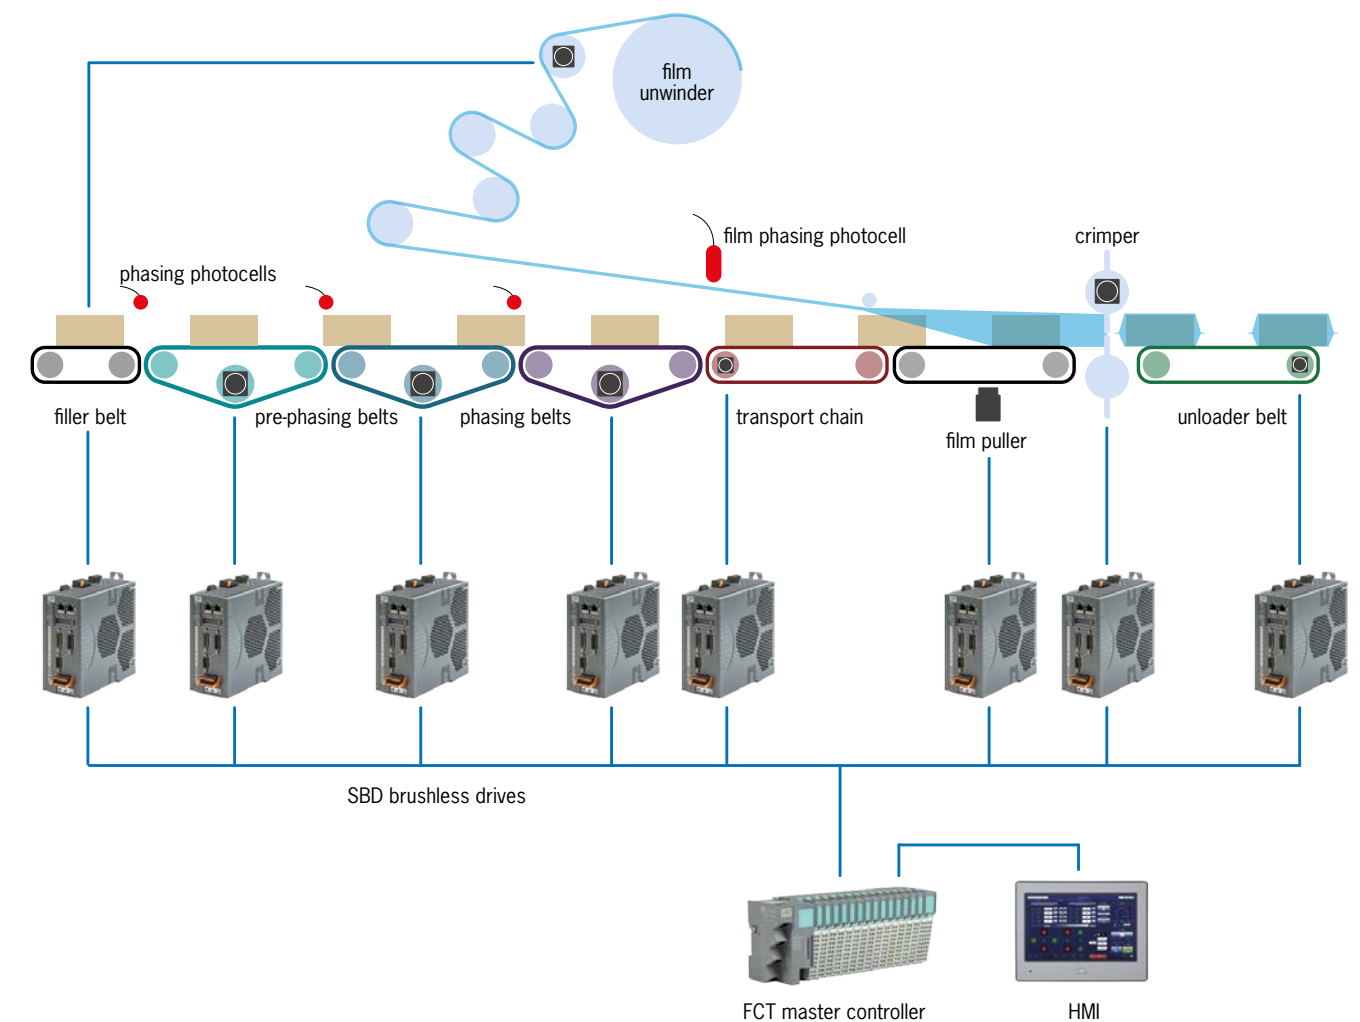 film
unwinder
film phasing photocell
crimper
phasing photocells
filler belt
pre-phasing belts
phasing belts
transport chain
film puller
unloader belt
SBD brushless drives
FCT master controller
HMI